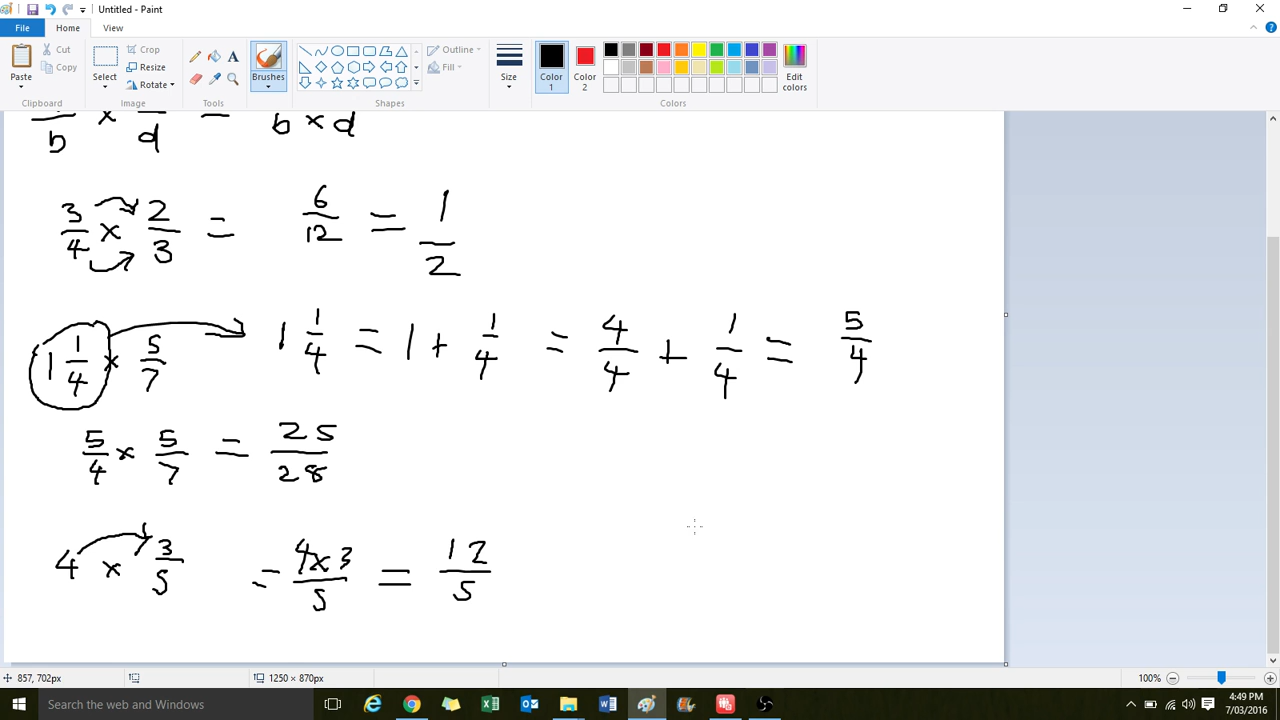 Untitled - Paint
File Home View
Paste Cut Copy Clipboard
Select Crop Resize Rotate Image
A Tools
Brushes
Outline Fill Shapes
Size
Color 1 Color 2 Edit colors Colors
b × d = b × d
3/4 × 2/3 = 6/12 = 1/2
1 1/4 × 5/7 1 1/4 = 1 + 1/4 = 4/4 + 1/4 = 5/4
5/4 × 5/7 = 25/28
4 × 3/5 = 4×3/5 = 12/5
857, 702px 1250 × 870px 100%
Search the web and Windows 4:49 PM
7/03/2016